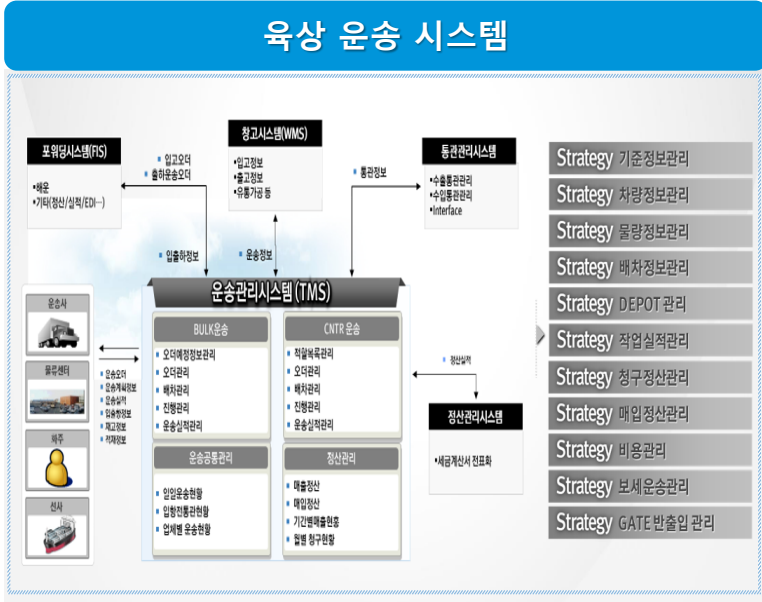 육상 운송 시스템
포워딩시스템(FIS)
▪해운
▪기타(정산/실적/EDI…)
▪ 입고오더
▪ 출하운송오더
창고시스템(WMS)
▪입고정보
▪출고정보
▪유통가공 등
▪ 통관정보
통관관리시스템
▪수출통관관리
▪수입통관관리
▪Interface
▪ 입출하정보
▪ 운송정보
운송관리시스템(TMS)
BULK운송
▪ 오더예정정보관리
▪ 오더관리
▪ 배차관리
▪ 진행관리
▪ 운송실적관리
CNTR 운송
▪ 적하목록관리
▪ 오더관리
▪ 배차관리
▪ 진행관리
▪ 운송실적관리
운송공통관리
▪ 일일운송현황
▪ 입항전통관현황
▪ 업체별 운송현황
정산관리
▪ 매출정산
▪ 매입정산
▪ 기간별매출현홍
▪ 월별 청구현황
운송사
물류센터
화주
선사
▪ 운송오더
▪ 운송계획정보
▪ 운송실적
▪ 입출항정보
▪ 재고정보
▪ 적재정보
▪ 정산실적
정산관리시스템
▪세금계산서 전표화
Strategy 기준정보관리
Strategy 차량정보관리
Strategy 물량정보관리
Strategy 배차정보관리
Strategy DEPOT 관리
Strategy 작업실적관리
Strategy 청구정산관리
Strategy 매입정산관리
Strategy 비용관리
Strategy 보세운송관리
Strategy GATE 반출입 관리